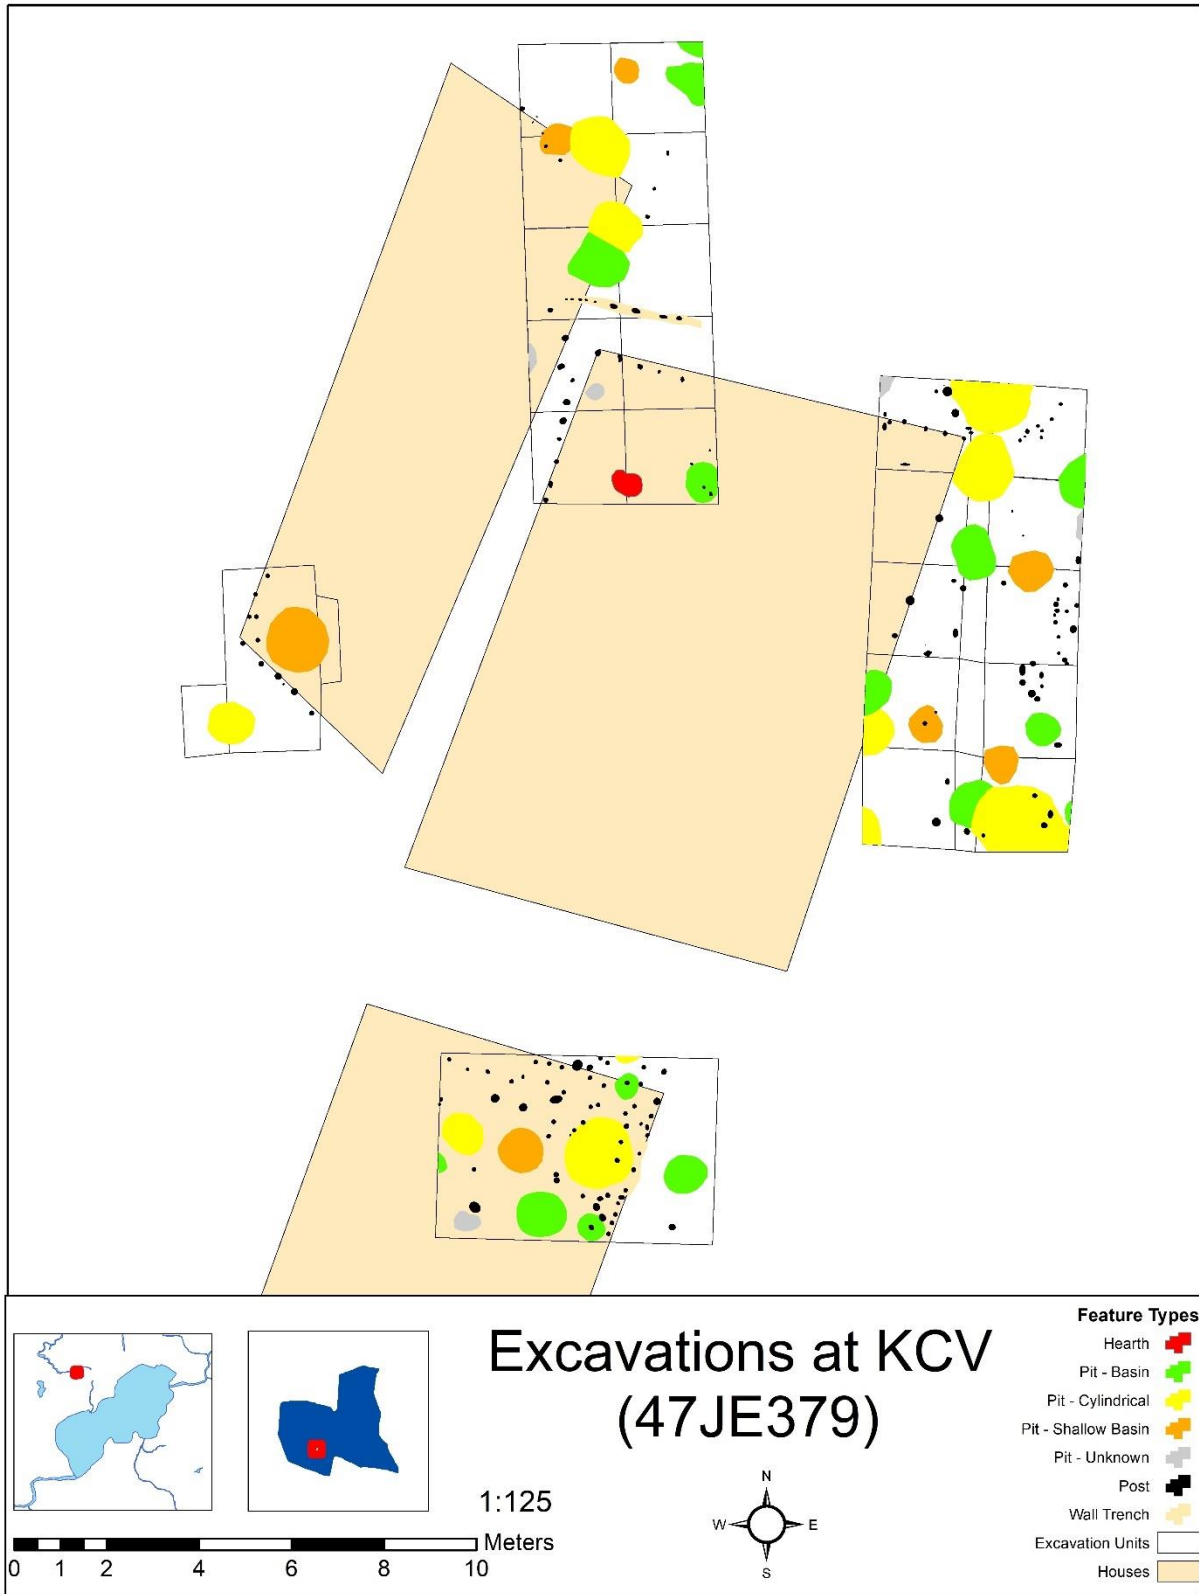 Excavations at KCV
(47JE379)
1:125
Meters
0 1 2 4 6 8 10
N
W E
S
Feature Types
Hearth
Pit - Basin
Pit - Cylindrical
Pit - Shallow Basin
Pit - Unknown
Post
Wall Trench
Excavation Units
Houses